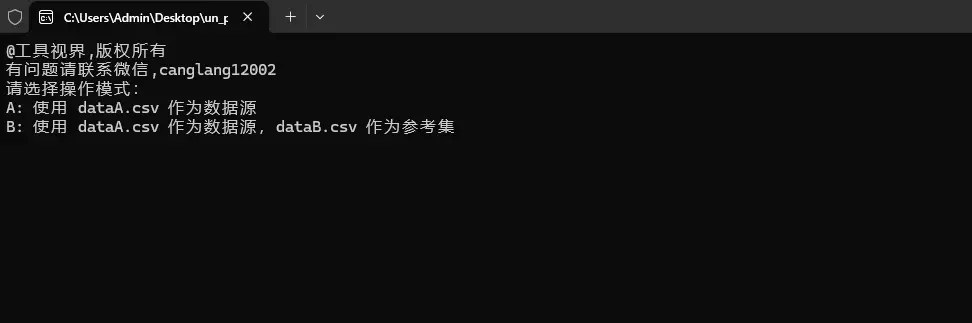 C:\Users\Admin\Desktop\un_p
@工具视界,版权所有
有问题请联系微信,canglang12002
请选择操作模式:
A: 使用 dataA.csv 作为数据源
B: 使用 dataA.csv 作为数据源, dataB.csv 作为参考集